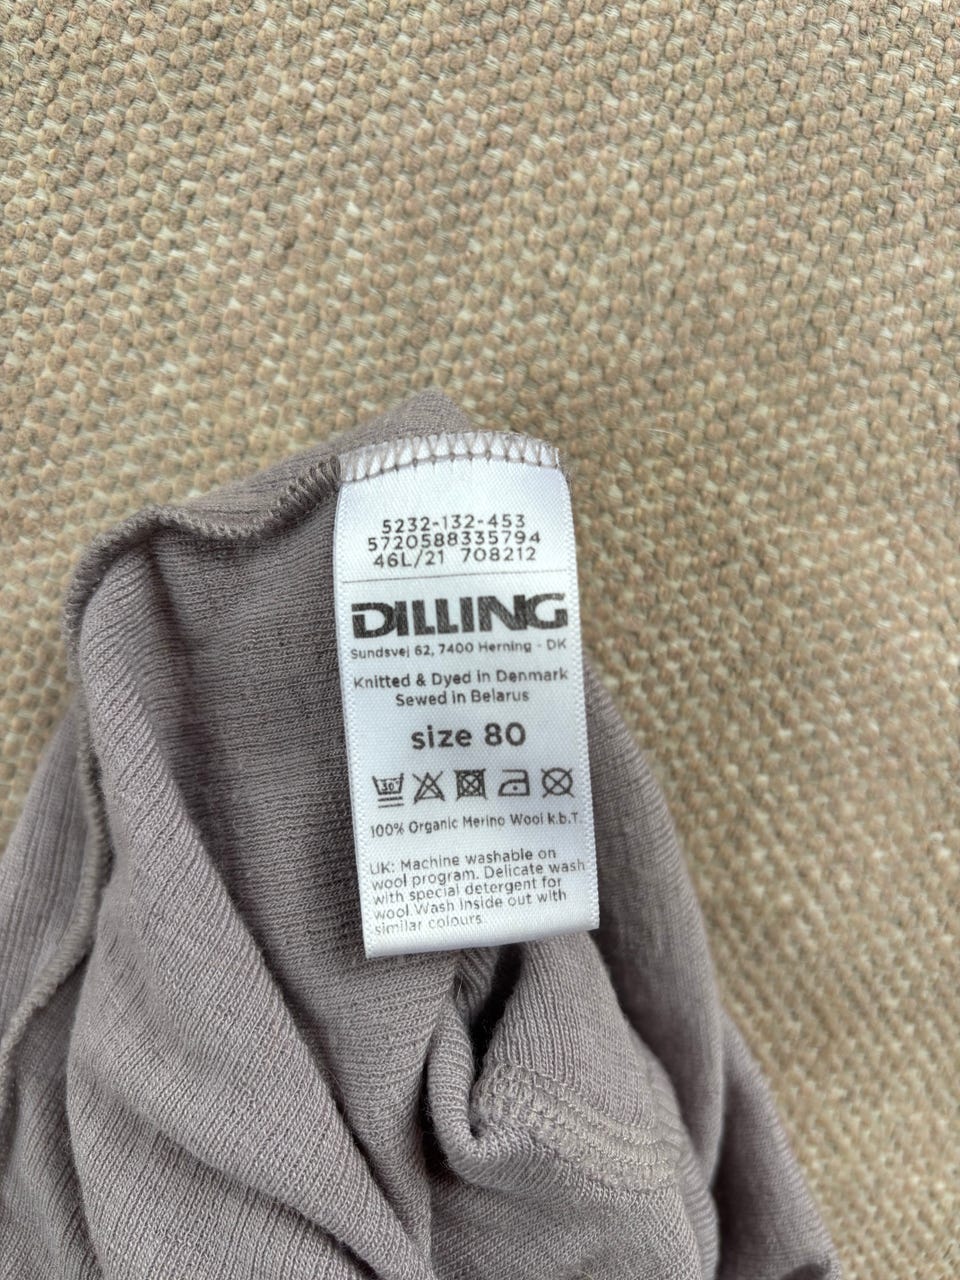 5232-132-453
5720588335794
46L/21 708212
DILLING
Sundsvej 62, 7400 Herning - DK
Knitted & Dyed in Denmark
Sewed in Belarus
size 80
30°
100% Organic Merino Wool k.b.T.
UK: Machine washable on
wool program. Delicate wash
with special detergent for
wool. Wash inside out with
similar colours.